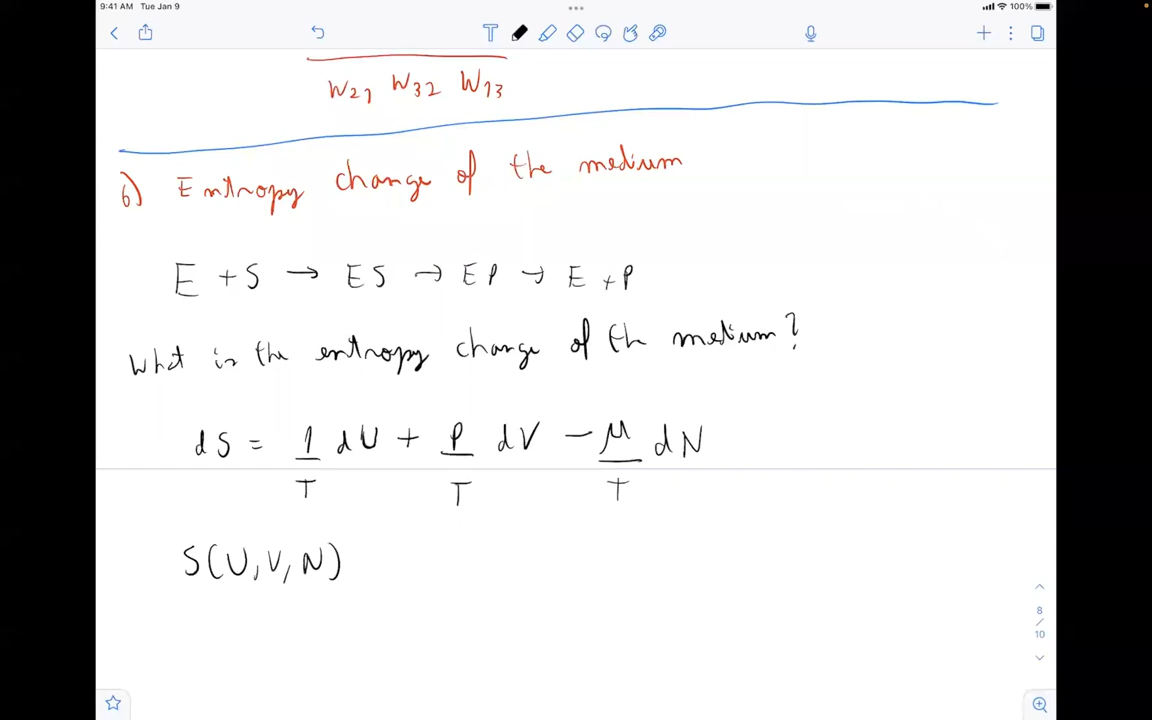 9:41 AM Tue Jan 9
100%
w21 w32 w13
6) Entropy change of the medium
E + S → ES → EP → E + P
What is the entropy change of the medium?
dS = 1/T dU + P/T dV - μ/T dN
S(U,V,N)
8
/
10